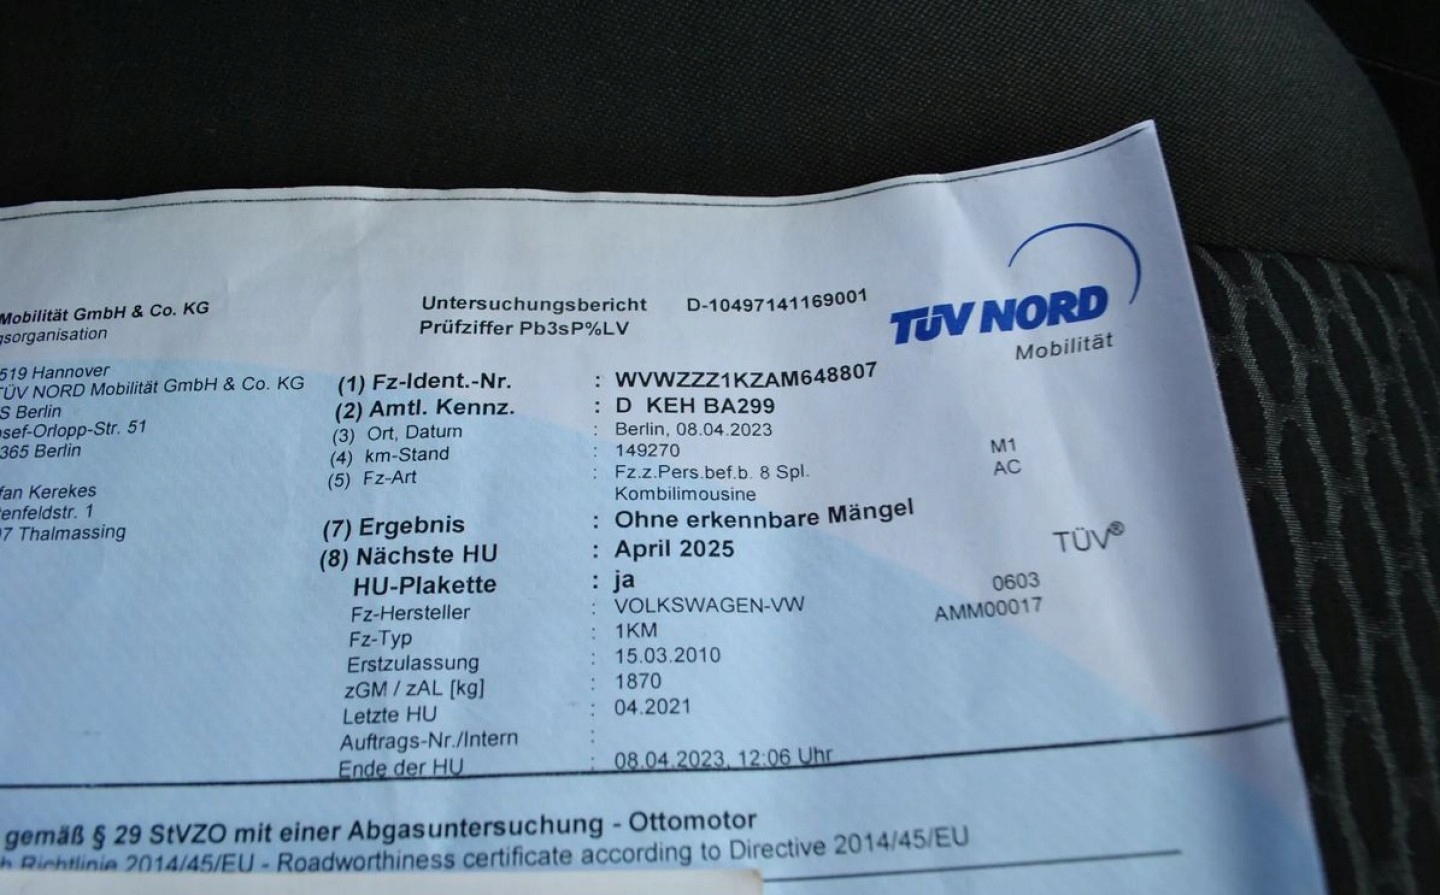 Mobilität GmbH & Co. KG
gsorganisation
519 Hannover
TÜV NORD Mobilität GmbH & Co. KG
S Berlin
osef-Orlopp-Str. 51
365 Berlin
fan Kerekes
enfeldstr. 1
07 Thalmassing
Untersuchungsbericht D-10497141169001
Prüfziffer Pb3sP%LV
TÜV NORD
Mobilität
(1) Fz-Ident.-Nr. : WVWZZZ1KZAM648807
(2) Amtl. Kennz. : D KEH BA299
(3) Ort, Datum : Berlin, 08.04.2023
(4) km-Stand : 149270 M1
(5) Fz-Art : Fz.z.Pers.bef.b. 8 Spl. AC
Kombilimousine
(7) Ergebnis : Ohne erkennbare Mängel
(8) Nächste HU : April 2025 TÜV®
HU-Plakette : ja 0603
Fz-Hersteller : VOLKSWAGEN-VW AMM00017
Fz-Typ : 1KM
Erstzulassung : 15.03.2010
zGM / zAL [kg] : 1870
Letzte HU : 04.2021
Auftrags-Nr./Intern :
Ende der HU : 08.04.2023, 12:06 Uhr
gemäß § 29 StVZO mit einer Abgasuntersuchung - Ottomotor
h Richtlinie 2014/45/EU - Roadworthiness certificate according to Directive 2014/45/EU